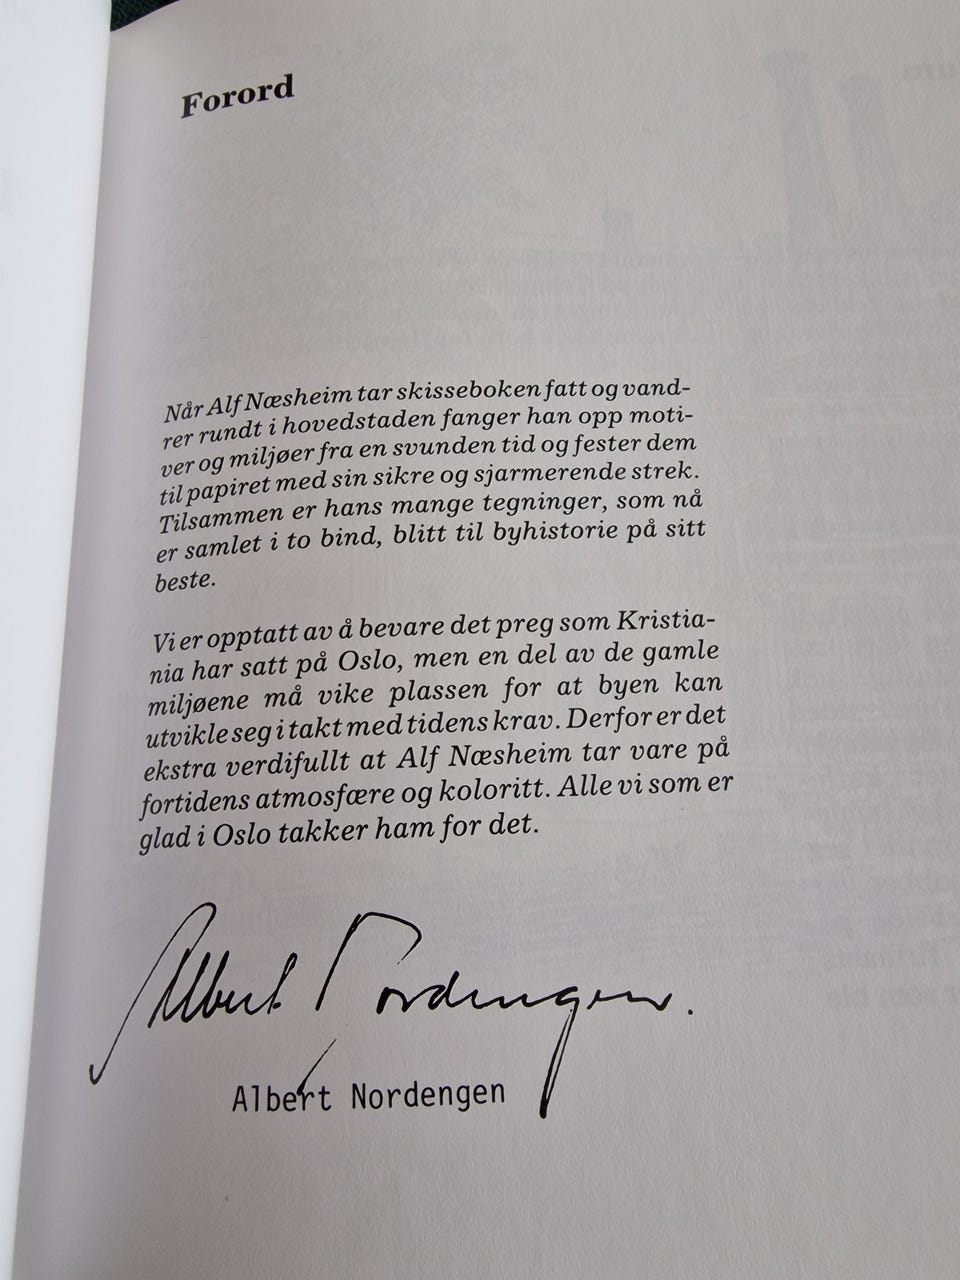 Forord
Når Alf Næsheim tar skisseboken fatt og vand-
rer rundt i hovedstaden fanger han opp moti-
ver og miljøer fra en svunden tid og fester dem
til papiret med sin sikre og sjarmerende strek.
Tilsammen er hans mange tegninger, som nå
er samlet i to bind, blitt til byhistorie på sitt
beste.
Vi er opptatt av å bevare det preg som Kristia-
nia har satt på Oslo, men en del av de gamle
miljøene må vike plassen for at byen kan
utvikle seg i takt med tidens krav. Derfor er det
ekstra verdifullt at Alf Næsheim tar vare på
fortidens atmosfære og koloritt. Alle vi som er
glad i Oslo takker ham for det.
Albert Nordengen.
Albert Nordengen